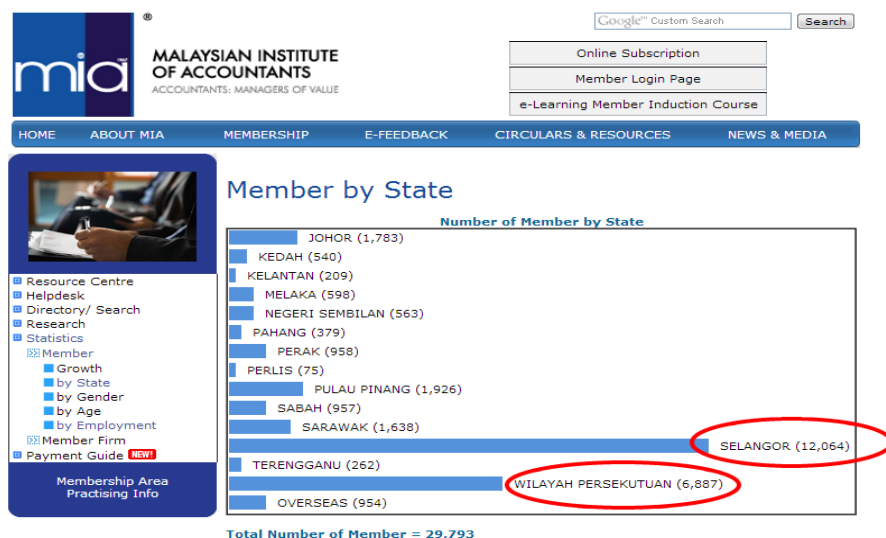 ®
Google™ Custom Search
Search
mia
MALAYSIAN INSTITUTE
OF ACCOUNTANTS
ACCOUNTANTS: MANAGERS OF VALUE
Online Subscription
Member Login Page
e-Learning Member Induction Course
HOME ABOUT MIA MEMBERSHIP E-FEEDBACK CIRCULARS & RESOURCES NEWS & MEDIA
Resource Centre
Helpdesk
Directory/ Search
Research
Statistics
Member
Growth
by State
by Gender
by Age
by Employment
Member Firm
Payment Guide NEW!
Membership Area
Practising Info
Member by State
Number of Member by State
JOHOR (1,783)
KEDAH (540)
KELANTAN (209)
MELAKA (598)
NEGERI SEMBILAN (563)
PAHANG (379)
PERAK (958)
PERLIS (75)
PULAU PINANG (1,926)
SABAH (957)
SARAWAK (1,638)
SELANGOR (12,064)
TERENGGANU (262)
WILAYAH PERSEKUTUAN (6,887)
OVERSEAS (954)
Total Number of Member = 29,793